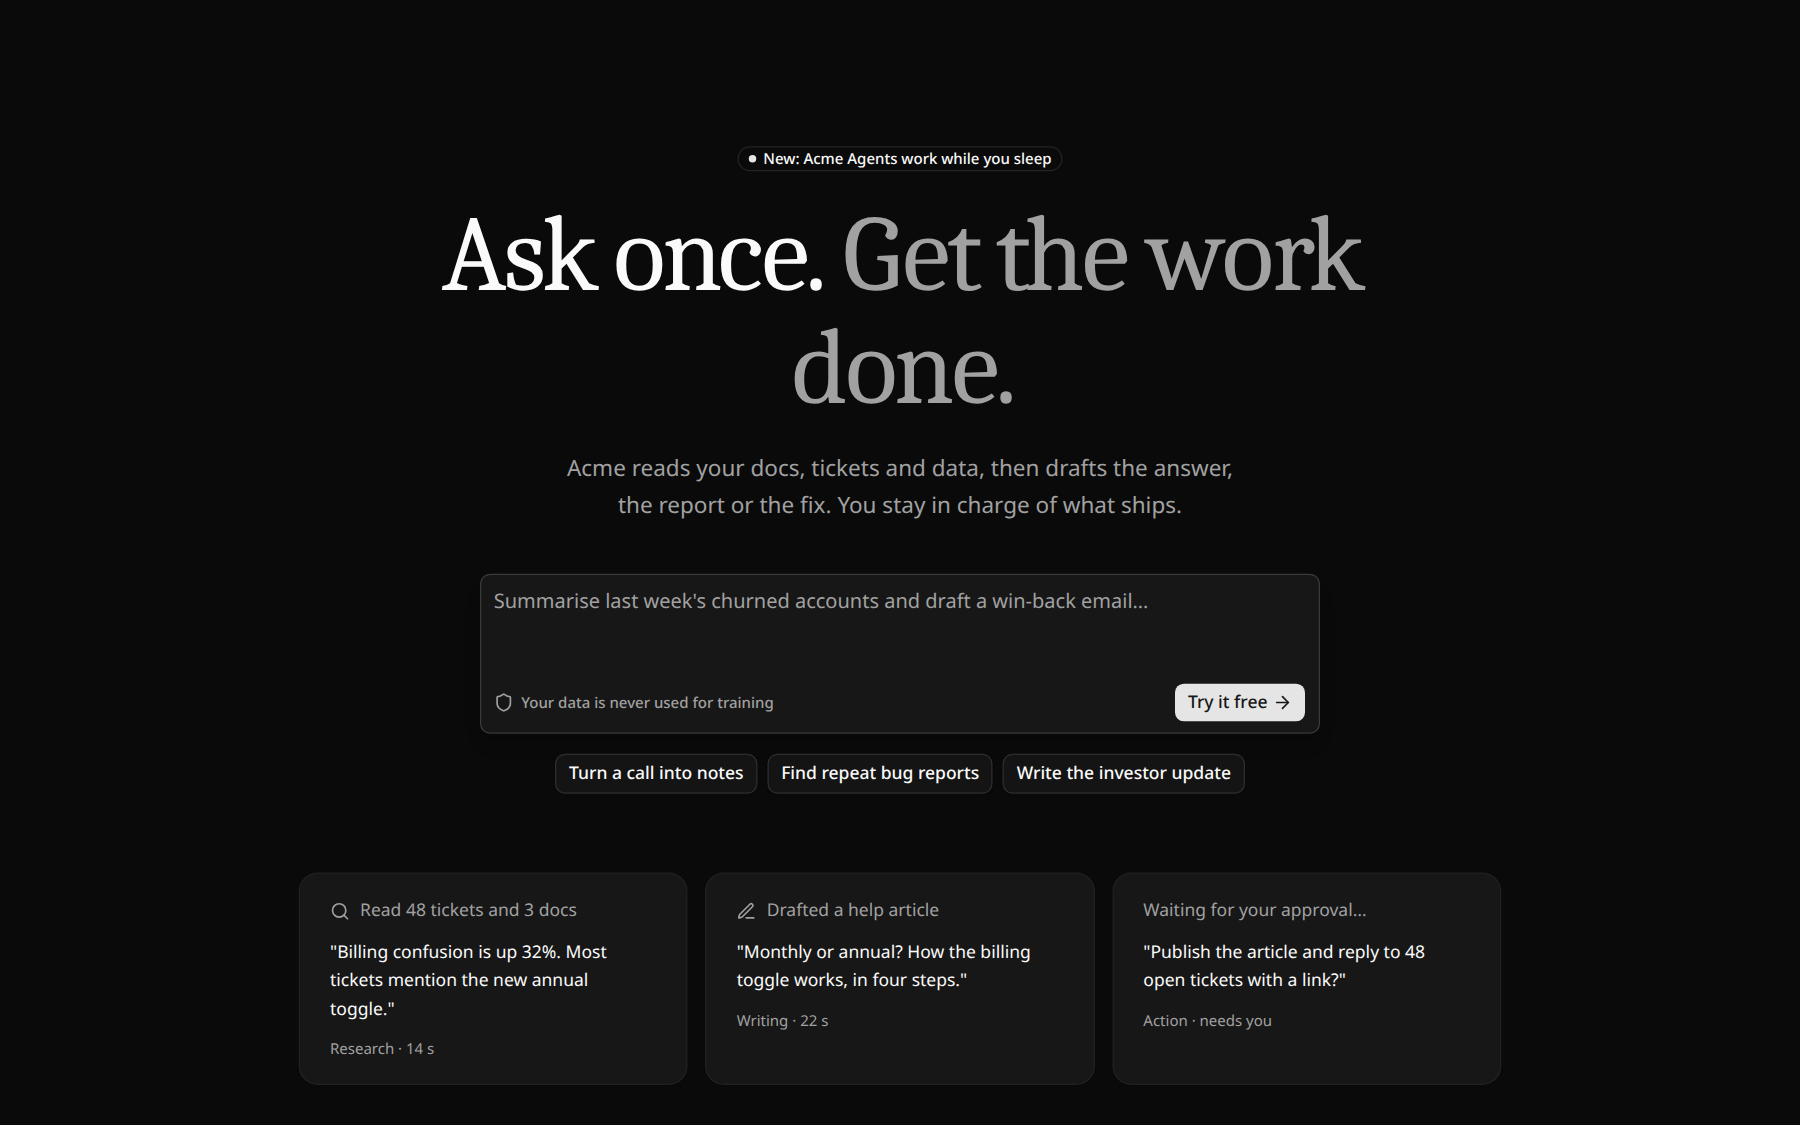 New: Acme Agents work while you sleep
Ask once. Get the work
done.
Acme reads your docs, tickets and data, then drafts the answer,
the report or the fix. You stay in charge of what ships.
Summarise last week's churned accounts and draft a win-back email...
Your data is never used for training
Try it free
Turn a call into notes
Find repeat bug reports
Write the investor update
Read 48 tickets and 3 docs
"Billing confusion is up 32%. Most
tickets mention the new annual
toggle."
Research · 14 s
Drafted a help article
"Monthly or annual? How the billing
toggle works, in four steps."
Writing · 22 s
Waiting for your approval...
"Publish the article and reply to 48
open tickets with a link?"
Action · needs you